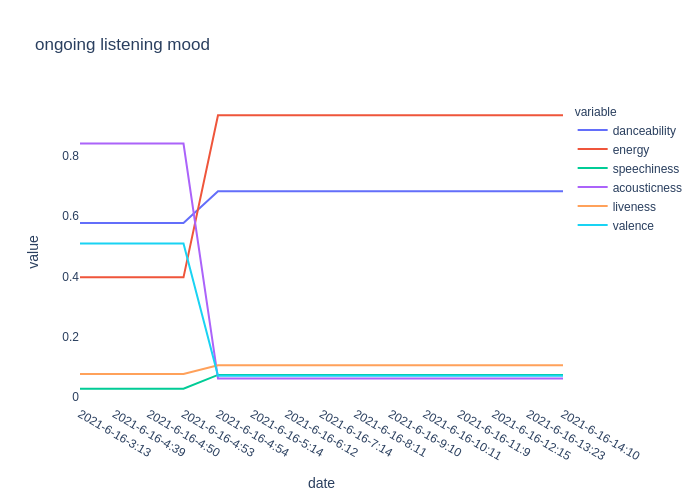 ongoing listening mood
variable
danceability
energy
speechiness
acousticness
liveness
valence
value
0.8
0.6
0.4
0.2
0
2021-6-16-3:13
2021-6-16-4:39
2021-6-16-4:50
2021-6-16-4:53
2021-6-16-4:54
2021-6-16-5:14
2021-6-16-6:12
2021-6-16-7:14
2021-6-16-8:11
2021-6-16-9:10
2021-6-16-10:11
2021-6-16-11:9
2021-6-16-12:15
2021-6-16-13:23
2021-6-16-14:10
date